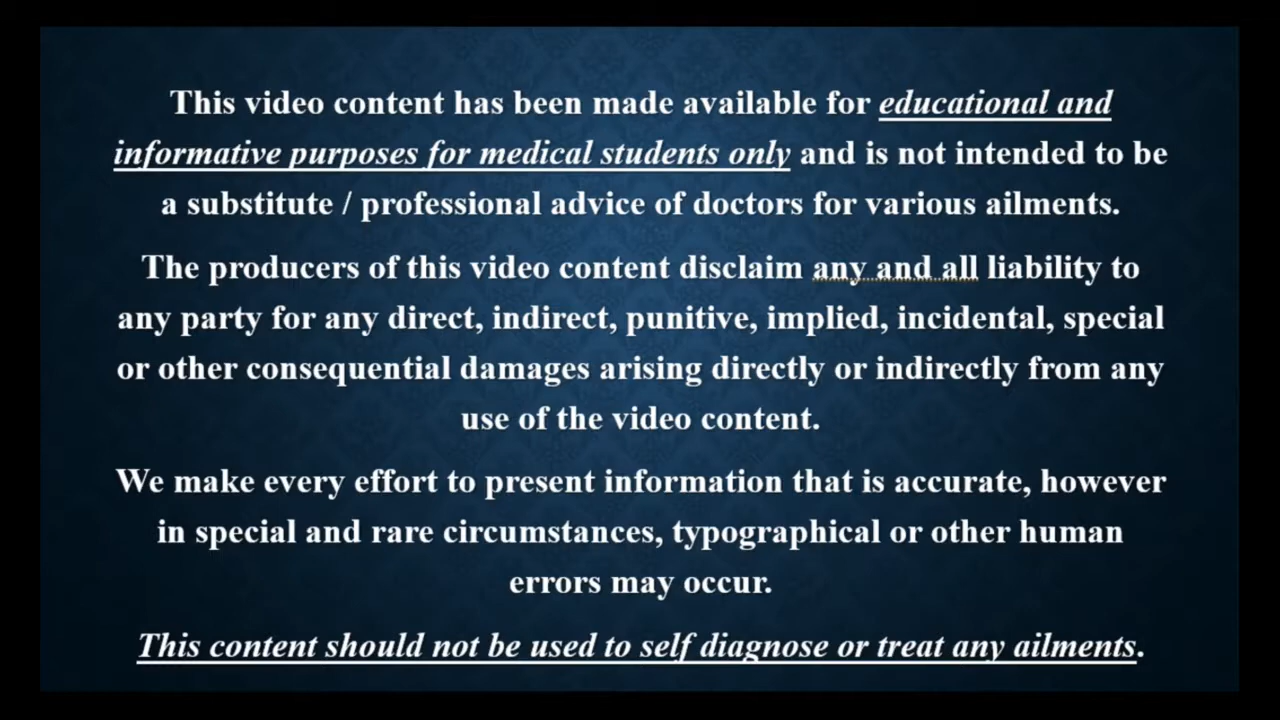 This video content has been made available for educational and
informative purposes for medical students only and is not intended to be
a substitute / professional advice of doctors for various ailments.
The producers of this video content disclaim any and all liability to
any party for any direct, indirect, punitive, implied, incidental, special
or other consequential damages arising directly or indirectly from any
use of the video content.
We make every effort to present information that is accurate, however
in special and rare circumstances, typographical or other human
errors may occur.
This content should not be used to self diagnose or treat any ailments.